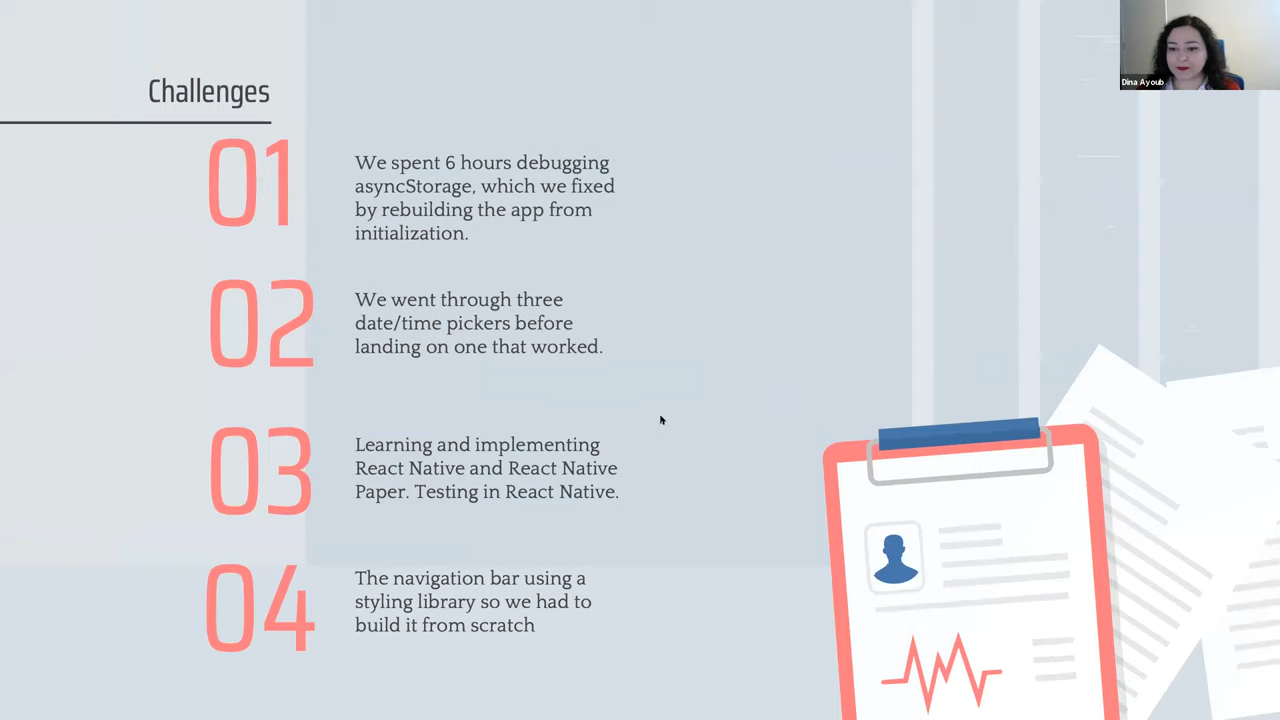 Challenges
Dina Ayoub
01
We spent 6 hours debugging
asyncStorage, which we fixed
by rebuilding the app from
initialization.
02
We went through three
date/time pickers before
landing on one that worked.
03
Learning and implementing
React Native and React Native
Paper. Testing in React Native.
04
The navigation bar using a
styling library so we had to
build it from scratch